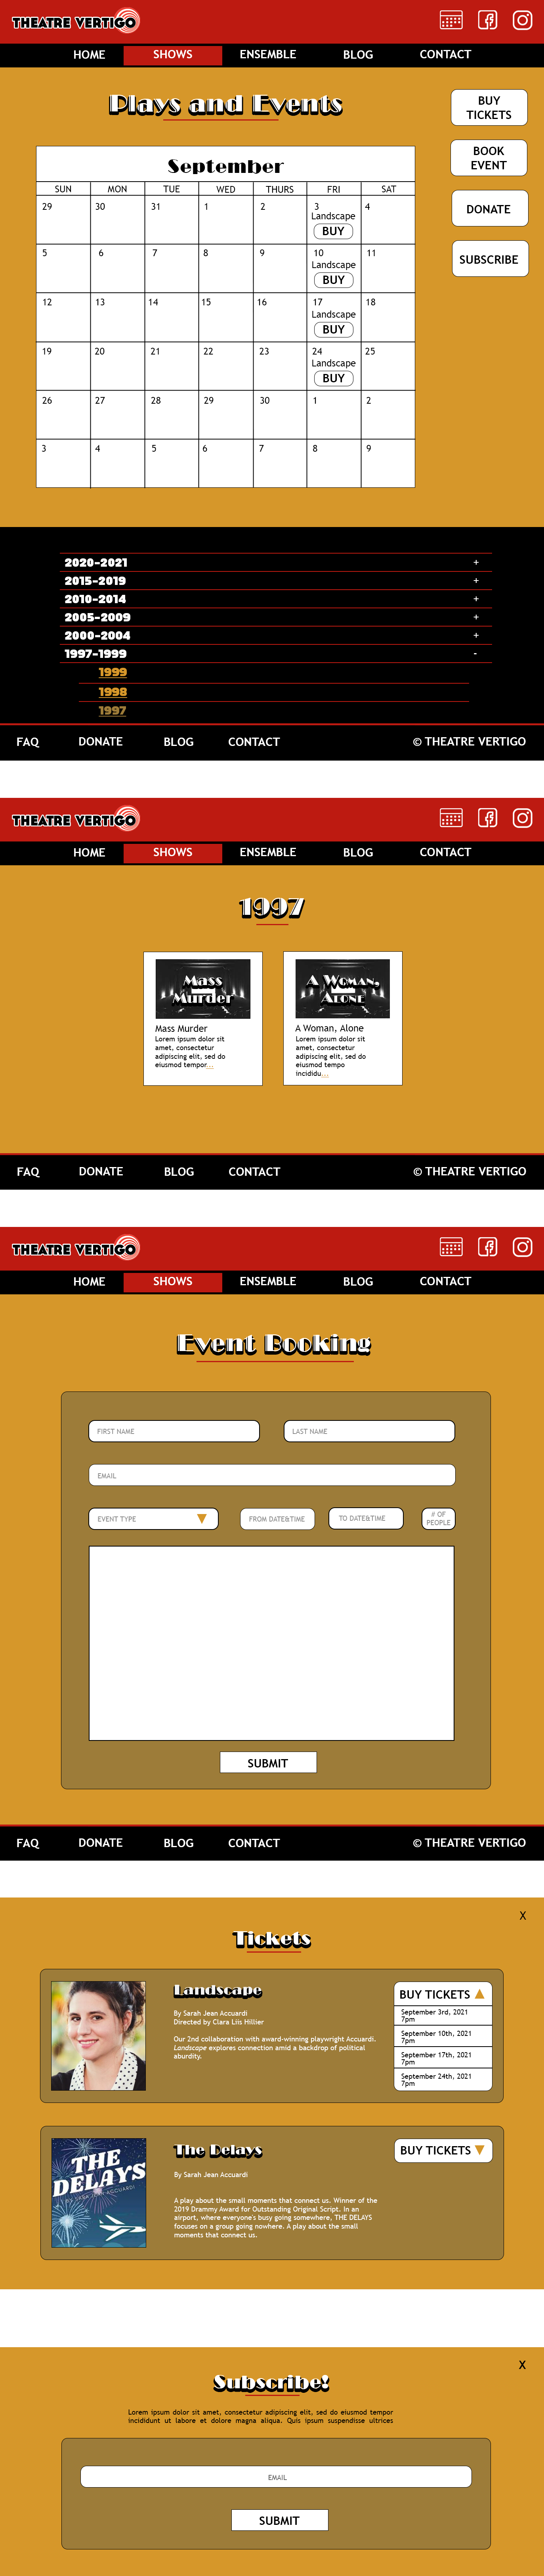 THEATRE VERTIGO
HOME SHOWS ENSEMBLE BLOG CONTACT
Plays and Events
BUY
TICKETS
BOOK
EVENT
DONATE
SUBSCRIBE
September
SUN MON TUE WED THURS FRI SAT
29 30 31 1 2 3 4
Landscape
BUY
5 6 7 8 9 10 11
Landscape
BUY
12 13 14 15 16 17 18
Landscape
BUY
19 20 21 22 23 24 25
Landscape
BUY
26 27 28 29 30 1 2
3 4 5 6 7 8 9
2020-2021 +
2015-2019 +
2010-2014 +
2005-2009 +
2000-2004 +
1997-1999 -
1999
1998
1997
FAQ DONATE BLOG CONTACT © THEATRE VERTIGO
THEATRE VERTIGO
HOME SHOWS ENSEMBLE BLOG CONTACT
1997
Mass
Murder
Mass Murder
Lorem ipsum dolor sit
amet, consectetur
adipiscing elit, sed do
eiusmod tempor...
A Woman,
Alone
A Woman, Alone
Lorem ipsum dolor sit
amet, consectetur
adipiscing elit, sed do
eiusmod tempo
incididu...
FAQ DONATE BLOG CONTACT © THEATRE VERTIGO
THEATRE VERTIGO
HOME SHOWS ENSEMBLE BLOG CONTACT
Event Booking
FIRST NAME LAST NAME
EMAIL
EVENT TYPE FROM DATE&TIME TO DATE&TIME # OF
PEOPLE
SUBMIT
FAQ DONATE BLOG CONTACT © THEATRE VERTIGO
X
Tickets
Landscape
By Sarah Jean Accuardi
Directed by Clara Liis Hillier
Our 2nd collaboration with award-winning playwright Accuardi.
Landscape explores connection amid a backdrop of political
aburdity.
BUY TICKETS
September 3rd, 2021
7pm
September 10th, 2021
7pm
September 17th, 2021
7pm
September 24th, 2021
7pm
THE
DELAYS
BY SARA JEAN ACCUARDI
The Delays
By Sarah Jean Accuardi
A play about the small moments that connect us. Winner of the
2019 Drammy Award for Outstanding Original Script. In an
airport, where everyone's busy going somewhere, THE DELAYS
focuses on a group going nowhere. A play about the small
moments that connect us.
BUY TICKETS
X
Subscribe!
Lorem ipsum dolor sit amet, consectetur adipiscing elit, sed do eiusmod tempor
incididunt ut labore et dolore magna aliqua. Quis ipsum suspendisse ultrices
EMAIL
SUBMIT